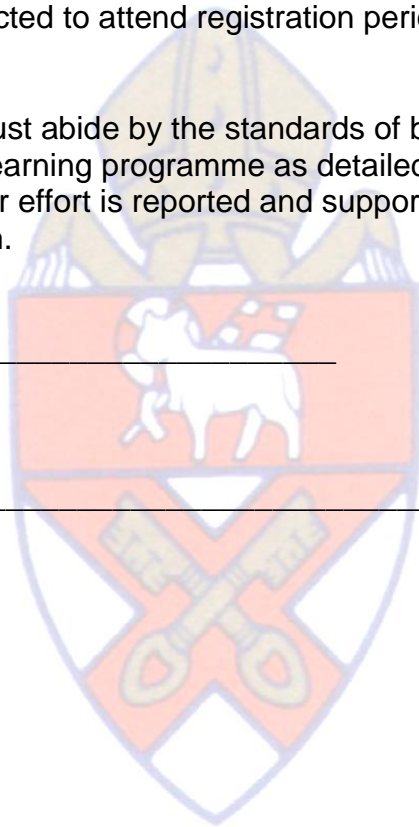 cted to attend registration peri
ust abide by the standards of b
earning programme as detailed
r effort is reported and suppor